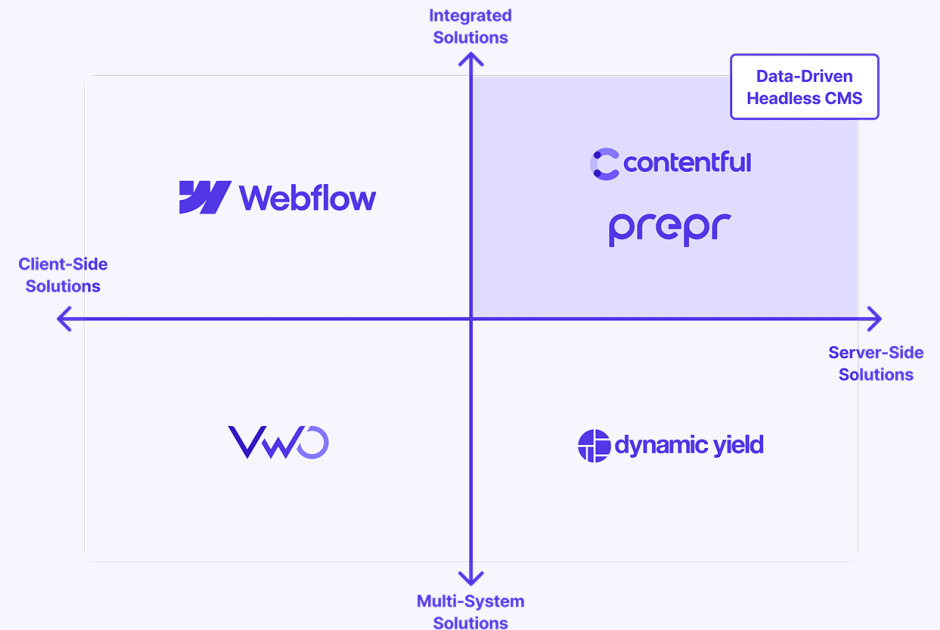 Integrated
Solutions
Data-Driven
Headless CMS
contentful
Webflow
prepr
Client-Side
Solutions
Server-Side
Solutions
VWO
dynamic yield
Multi-System
Solutions